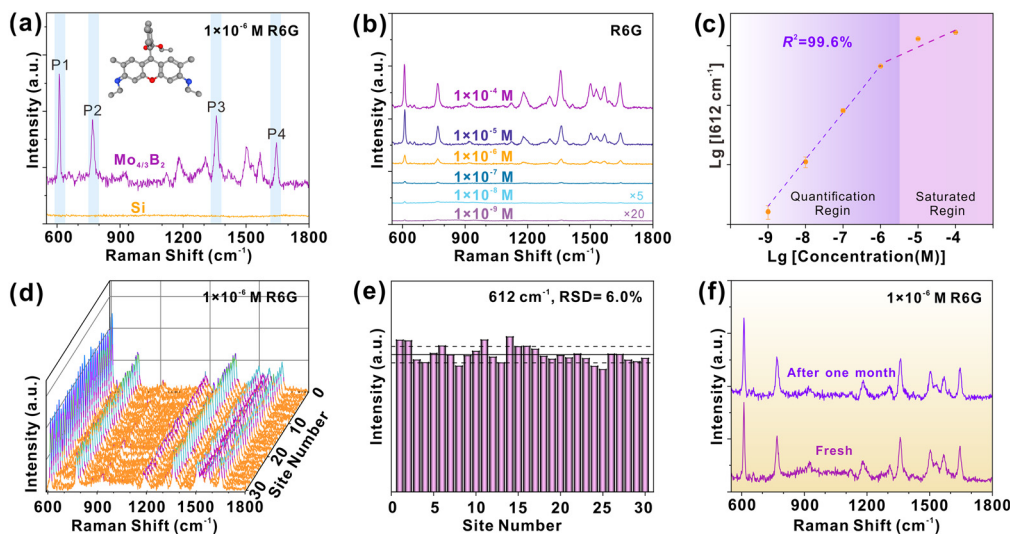 (a)
1×10⁻⁶ M R6G
P1
P2
P3
P4
Mo₄/₃B₂
Si
Intensity (a.u.)
600 900 1200 1500 1800
Raman Shift (cm⁻¹)
(b)
R6G
1×10⁻⁴ M
1×10⁻⁵ M
1×10⁻⁶ M
1×10⁻⁷ M
1×10⁻⁸ M
×5
1×10⁻⁹ M
×20
Intensity (a.u.)
600 900 1200 1500 1800
Raman Shift (cm⁻¹)
(c)
R²=99.6%
Lg [I612 cm⁻¹]
Quantification
Regin
Saturated
Regin
-10 -9 -8 -7 -6 -5 -4 -3
Lg [Concentration(M)]
(d)
1×10⁻⁶ M R6G
Intensity (a.u.)
600 900 1200 1500 1800
Raman Shift (cm⁻¹)
0
10
20
30
Site Number
(e)
612 cm⁻¹, RSD= 6.0%
Intensity (a.u.)
0 5 10 15 20 25 30
Site Number
(f)
1×10⁻⁶ M R6G
After one month
Fresh
Intensity (a.u.)
600 900 1200 1500 1800
Raman Shift (cm⁻¹)